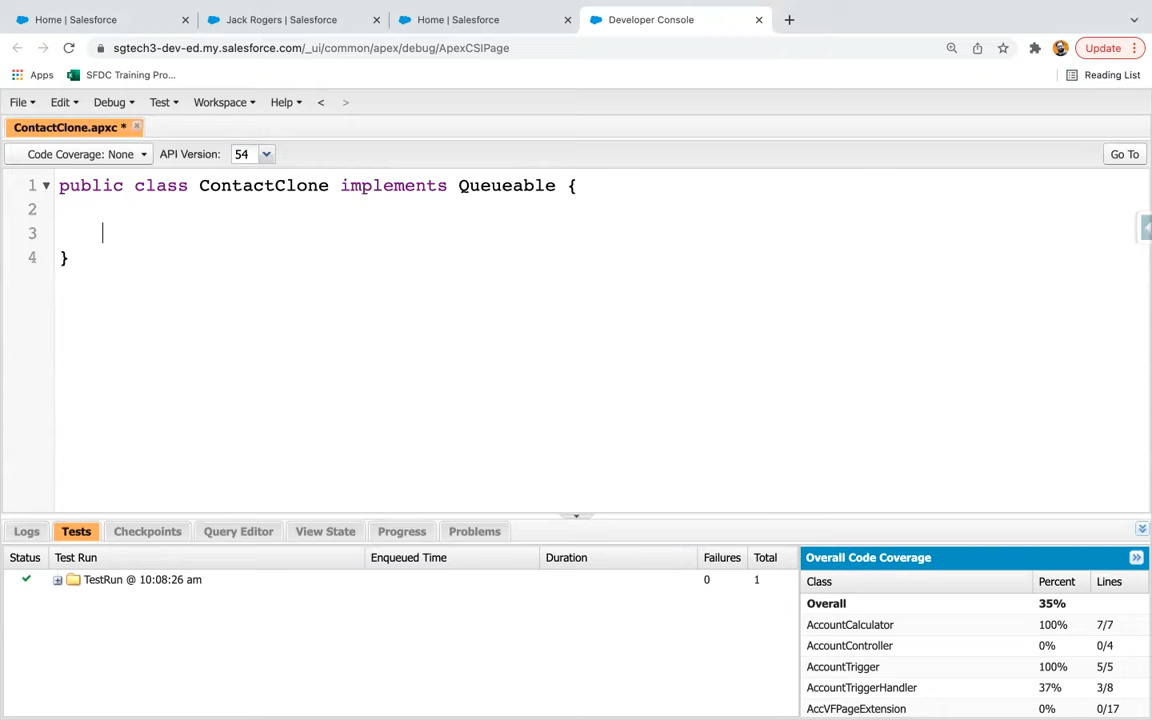 Home | Salesforce
Jack Rogers | Salesforce
Home | Salesforce
Developer Console
sgtech3-dev-ed.my.salesforce.com/_ui/common/apex/debug/ApexCSIPage
Update
Apps
SFDC Training Pro...
Reading List
File Edit Debug Test Workspace Help < >
ContactClone.apxc *
Code Coverage: None API Version: 54 Go To
1 public class ContactClone implements Queueable {
2
3
4 }
Logs Tests Checkpoints Query Editor View State Progress Problems
Status Test Run Enqueued Time Duration Failures Total
TestRun @ 10:08:26 am 0 1
Overall Code Coverage
Class Percent Lines
Overall 35%
AccountCalculator 100% 7/7
AccountController 0% 0/4
AccountTrigger 100% 5/5
AccountTriggerHandler 37% 3/8
AccVFPageExtension 0% 0/17